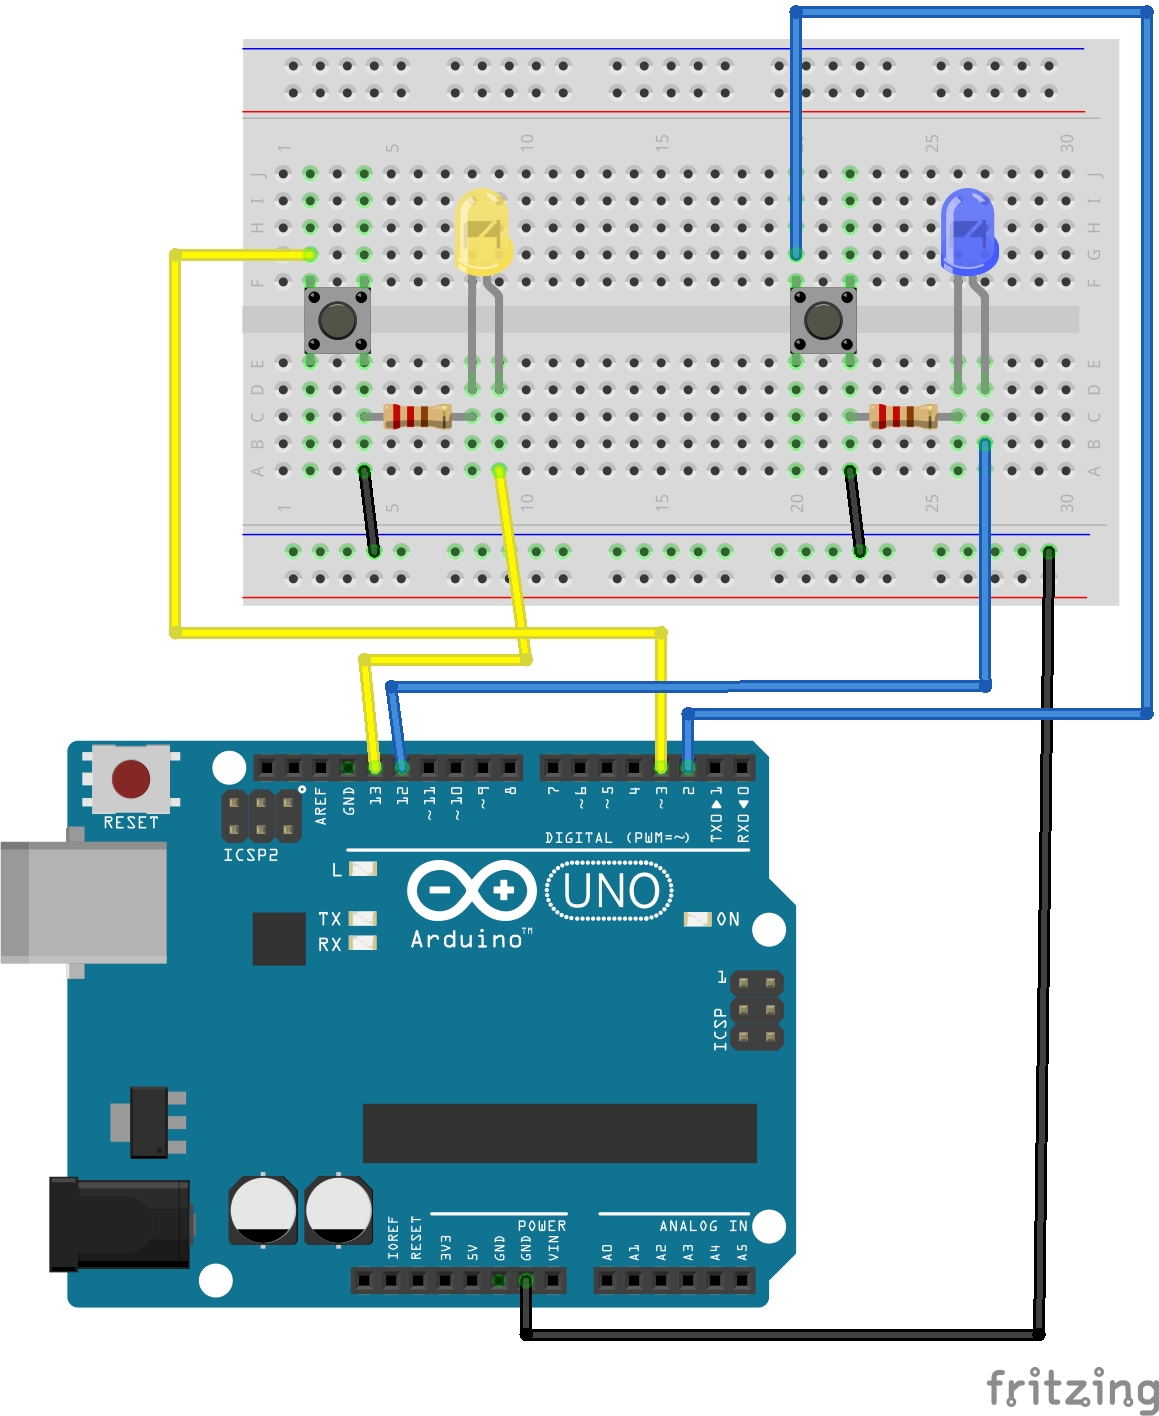 1 5 10 15 25 30
J J
I I
H H
G G
F F
E E
D D
C C
B B
A A
1 5 10 15 20 25 30
RESET
ICSP2
AREF
GND
13
12
~11
~10
~9
8
7
~6
~5
4
~3
2
TX0▶1
RX0◀0
DIGITAL (PWM=~)
L
TX
RX
UNO
Arduino™
ON
1
ICSP
IOREF
RESET
3V3
5V
GND
GND
VIN
POWER
A0
A1
A2
A3
A4
A5
ANALOG IN
fritzing